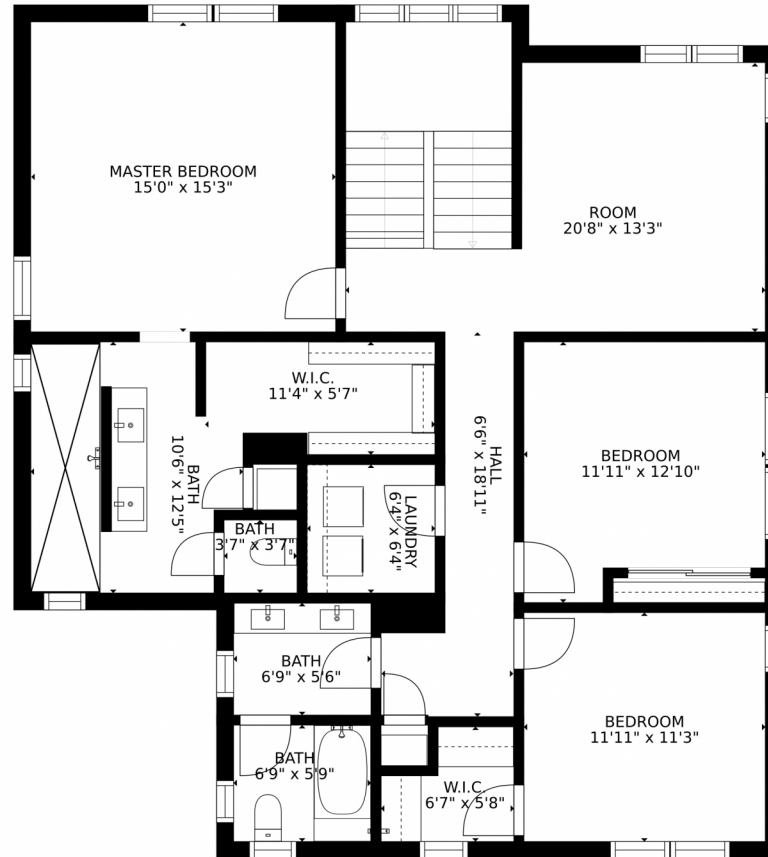 MASTER BEDROOM
15'0" x 15'3"
ROOM
20'8" x 13'3"
W.I.C.
11'4" x 5'7"
HALL
6'6" x 18'11"
BEDROOM
11'11" x 12'10"
BATH
10'6" x 12'5"
LAUNDRY
6'4" x 6'4"
BATH
3'7" x 3'7"
BATH
6'9" x 5'6"
BEDROOM
11'11" x 11'3"
BATH
6'9" x 5'9"
W.I.C.
6'7" x 5'8"